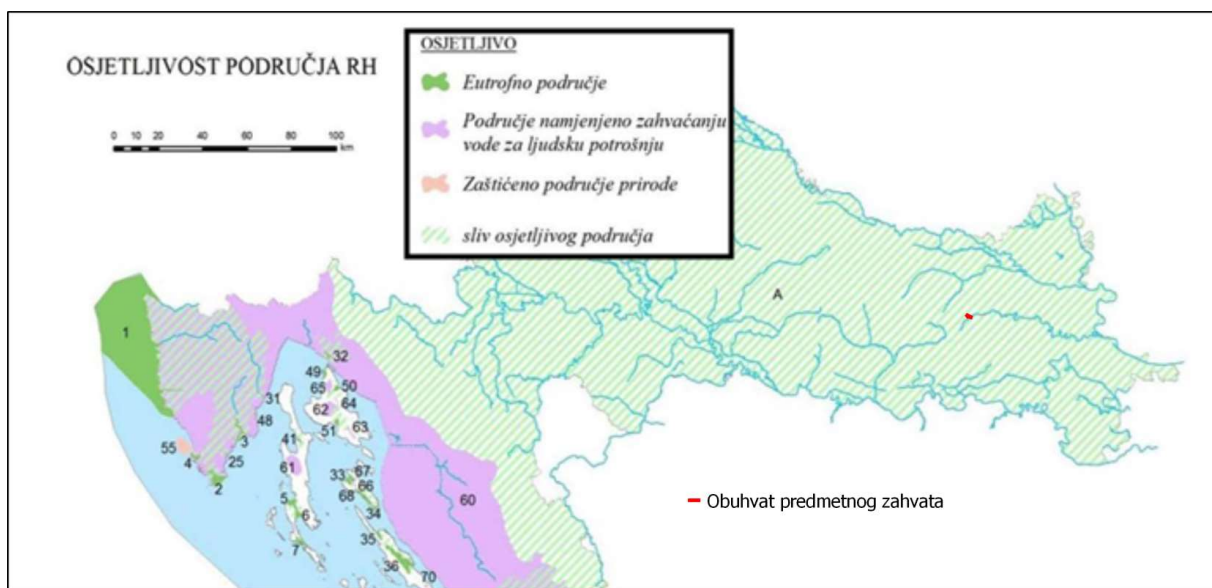 OSJETLJIVOST PODRUČJA RH
0 10 20 40 60 80 100
km
OSJETLJIVO
Eutrofno područje
Područje namjenjeno zahvaćanju
vode za ljudsku potrošnju
Zaštićeno područje prirode
sliv osjetljivog područja
A
1
32
49
65
50
31
62
64
48
51
63
3
41
55
4
25
61
67
33
66
2
68
60
5
6
34
7
35
36
70
Obuhvat predmetnog zahvata